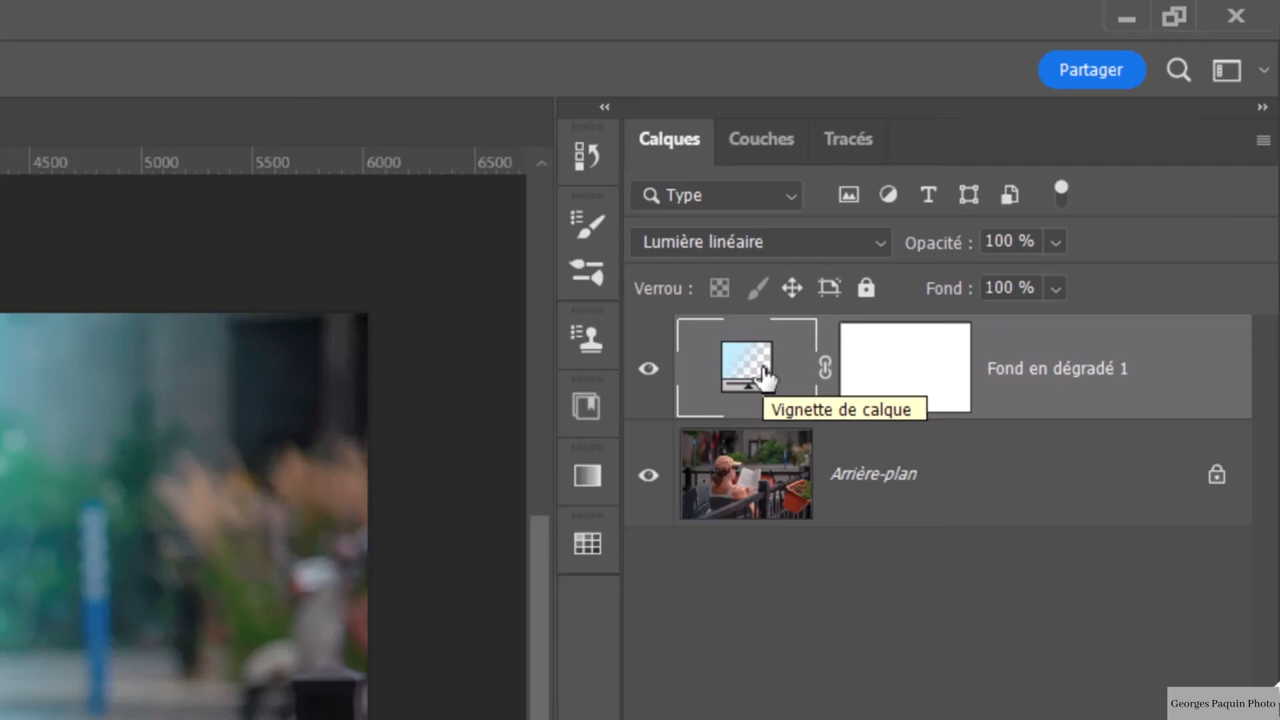 Partager
4500 5000 5500 6000 6500
Calques Couches Tracés
Type
Lumière linéaire Opacité : 100 %
Verrou : Fond : 100 %
Fond en dégradé 1
Vignette de calque
Arrière-plan
Georges Paquin Photo